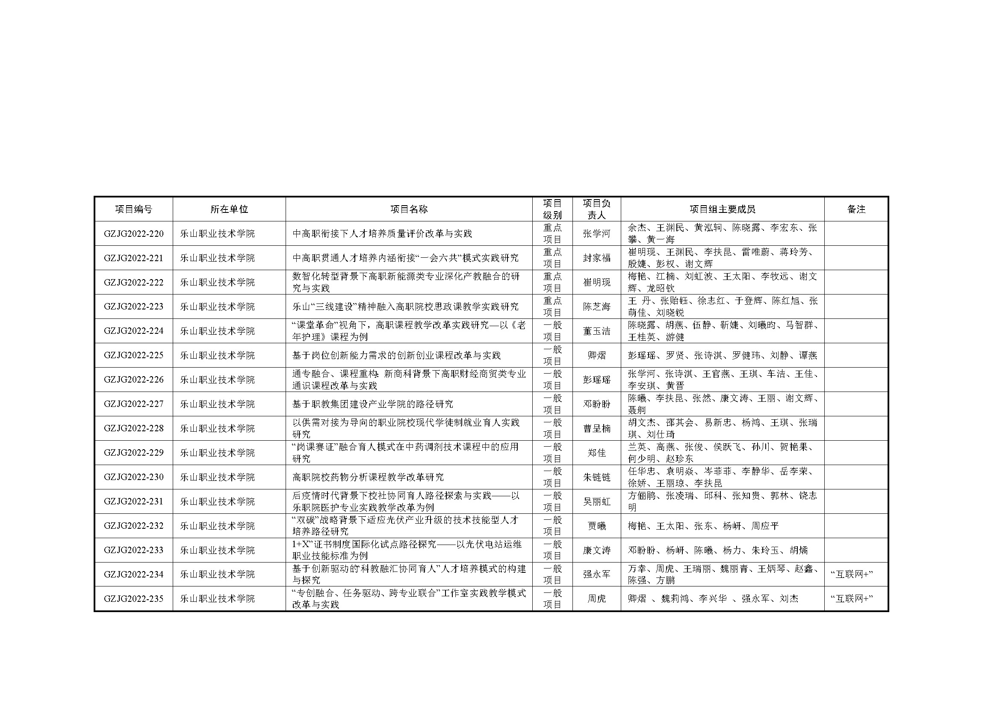 项目编号 所在单位 项目名称 项目级别 项目负责人 项目组主要成员 备注
GZJG2022-220 乐山职业技术学院 中高职衔接下人才培养质量评价改革与实践 重点项目 张学河 余杰、王渊民、黄泓轲、陈晓露、李宏东、张攀、黄一海
GZJG2022-221 乐山职业技术学院 中高职贯通人才培养内涵衔接“一会六共”模式实践研究 重点项目 封家福 崔明现、王渊民、李扶昆、雷唯蔚、蒋玲芳、殷婕、彭权、谢文辉
GZJG2022-222 乐山职业技术学院 数智化转型背景下高职新能源类专业深化产教融合的研究与实践 重点项目 崔明现 梅艳、江楠、刘虹波、王太阳、李牧远、谢文辉、龙昭钦
GZJG2022-223 乐山职业技术学院 乐山“三线建设”精神融入高职院校思政课教学实践研究 重点项目 陈芝海 王 丹、张贻钰、徐志红、于登辉、陈红旭、张萌佳、刘晓锐
GZJG2022-224 乐山职业技术学院 “课堂革命”视角下，高职课程教学改革实践研究—以《老年护理》课程为例 一般项目 董玉洁 陈晓露、胡燕、伍静、靳婕、刘曦昀、马智群、王桂英、游健
GZJG2022-225 乐山职业技术学院 基于岗位创新能力需求的创新创业课程改革与实践 一般项目 卿熠 彭瑶瑶、罗贤、张诗淇、罗健玮、刘静、谭燕
GZJG2022-226 乐山职业技术学院 通专融合、课程重构：新商科背景下高职财经商贸类专业通识课程改革与实践 一般项目 彭瑶瑶 张学河、张诗淇、王官燕、王琪、车洁、王佳、李安琪、黄晋
GZJG2022-227 乐山职业技术学院 基于职教集团建设产业学院的路径研究 一般项目 邓盼盼 陈曦、李扶昆、张然、康文涛、王丽、谢文辉、聂舸
GZJG2022-228 乐山职业技术学院 以供需对接为导向的职业院校现代学徒制就业育人实践研究 一般项目 曹呈楠 胡文杰、邵其会、易新忠、杨鸿、王琪、张瑞琪、刘仕琦
GZJG2022-229 乐山职业技术学院 “岗课赛证”融合育人模式在中药调剂技术课程中的应用研究 一般项目 郑佳 兰英、高燕、张俊、侯跃飞、孙川、贺艳果、何少明、赵珍东
GZJG2022-230 乐山职业技术学院 高职院校药物分析课程教学改革研究 一般项目 朱链链 任华忠、袁明焱、岑菲菲、李静华、岳李荣、徐娇、王丽琼、李扶昆
GZJG2022-231 乐山职业技术学院 后疫情时代背景下校社协同育人路径探索与实践——以乐职院医护专业实践教学改革为例 一般项目 吴丽虹 方俪鹃、张凌瑞、邱科、张知贵、郭林、饶志明
GZJG2022-232 乐山职业技术学院 “双碳”战略背景下适应光伏产业升级的技术技能型人才培养路径研究 一般项目 贾曦 梅艳、王太阳、张东、杨岍、周应平
GZJG2022-233 乐山职业技术学院 1+X”证书制度国际化试点路径探究——以光伏电站运维职业技能标准为例 一般项目 康文涛 邓盼盼、杨岍、陈曦、杨力、朱玲玉、胡燏
GZJG2022-234 乐山职业技术学院 基于创新驱动的“科教融汇协同育人”人才培养模式的构建与探究 一般项目 强永军 万幸、周虎、王瑞丽、魏丽青、王炳琴、赵鑫、陈强、方鹏 “互联网+”
GZJG2022-235 乐山职业技术学院 “专创融合、任务驱动、跨专业联合”工作室实践教学模式改革与实践 一般项目 周虎 卿熠 、魏莉鸿、李兴华 、强永军、刘杰 “互联网+”